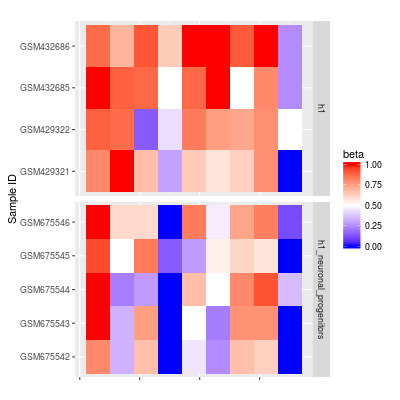 Sample ID
GSM432686
GSM432685
GSM429322
GSM429321
h1
GSM675546
GSM675545
GSM675544
GSM675543
GSM675542
h1_neuronal_progenitors
beta
1.00
0.75
0.50
0.25
0.00